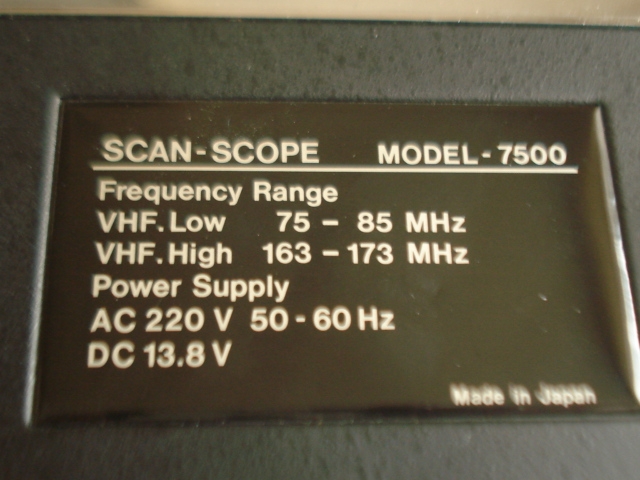 SCAN-SCOPE MODEL-7500
Frequency Range
VHF.Low 75 - 85 MHz
VHF.High 163 - 173 MHz
Power Supply
AC 220 V 50 - 60 Hz
DC 13.8 V
Made in Japan